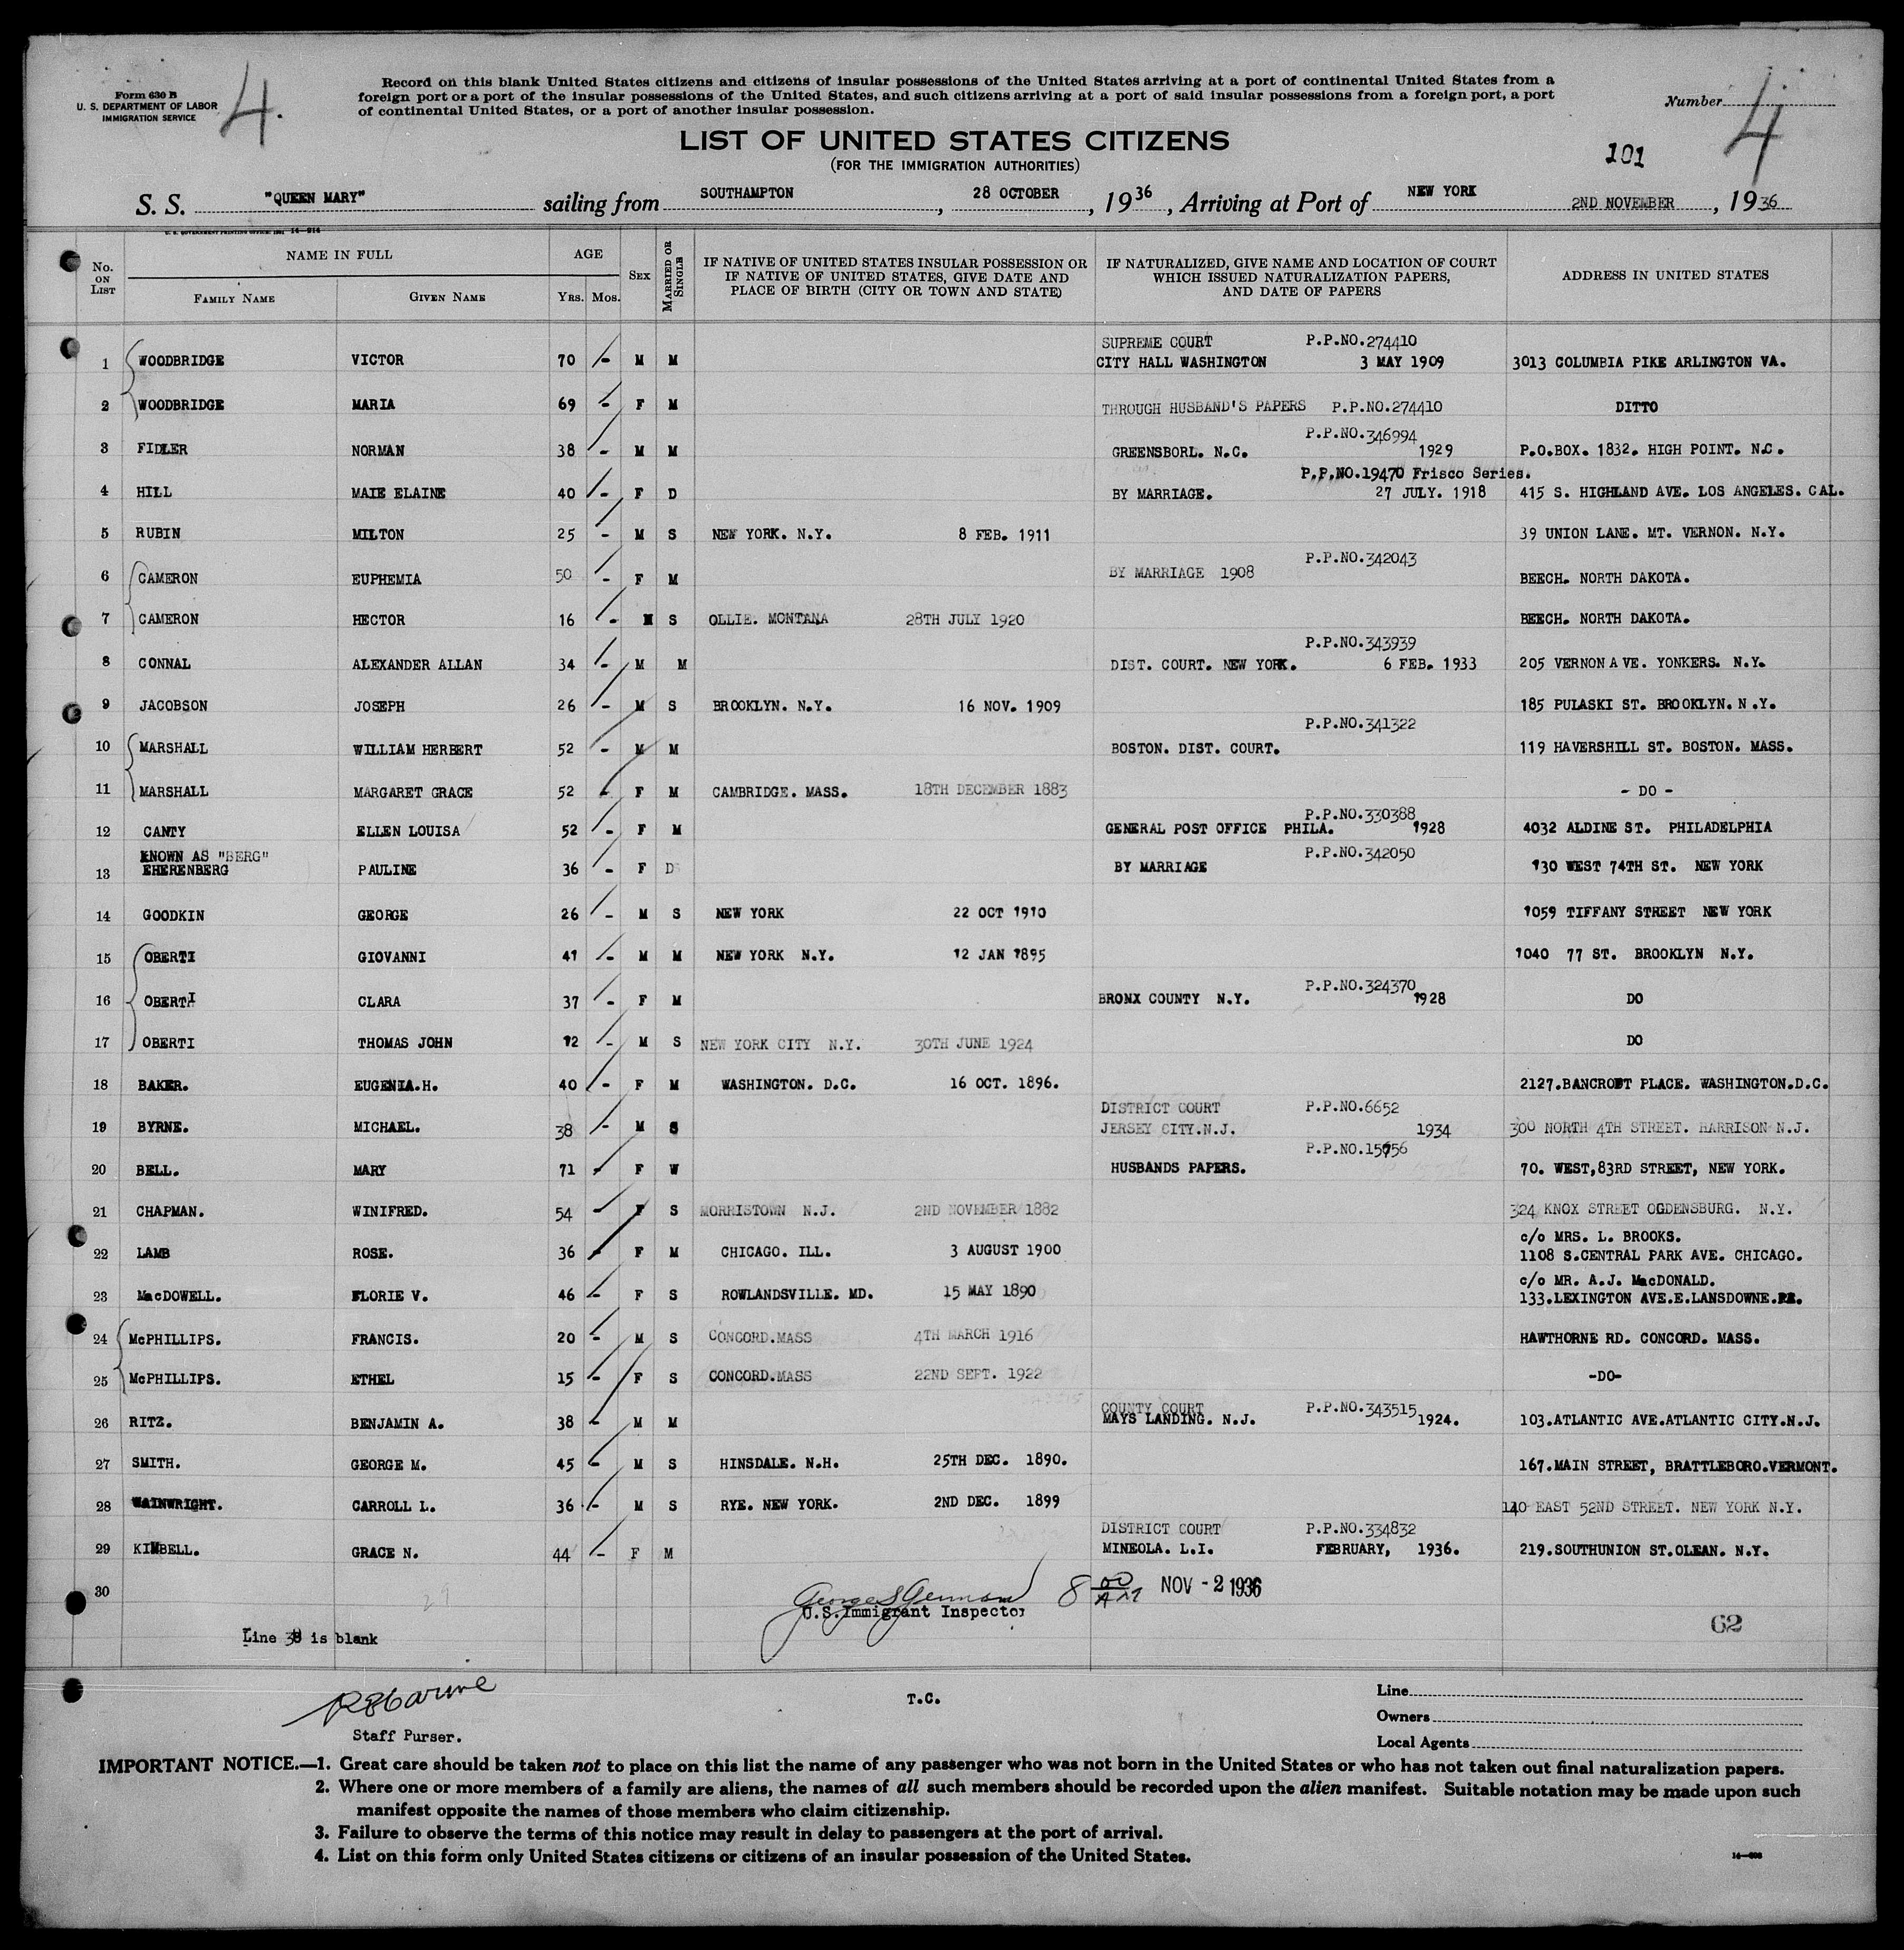 Form 630 B
U. S. DEPARTMENT OF LABOR
IMMIGRATION SERVICE
4.
Record on this blank United States citizens and citizens of insular possessions of the United States arriving at a port of continental United States from a
foreign port or a port of the insular possessions of the United States, and such citizens arriving at a port of said insular possessions from a foreign port, a port
of continental United States, or a port of another insular possession.
Number
4
LIST OF UNITED STATES CITIZENS
(FOR THE IMMIGRATION AUTHORITIES)
101
S. S. "QUEEN MARY" sailing from SOUTHAMPTON, 28 OCTOBER, 1936, Arriving at Port of NEW YORK 2ND NOVEMBER, 1936
U. S. GOVERNMENT PRINTING OFFICE: 1931 14—914
No. ON LIST NAME IN FULL AGE SEX MARRIED OR SINGLE IF NATIVE OF UNITED STATES INSULAR POSSESSION OR IF NATIVE OF UNITED STATES, GIVE DATE AND PLACE OF BIRTH (CITY OR TOWN AND STATE) IF NATURALIZED, GIVE NAME AND LOCATION OF COURT WHICH ISSUED NATURALIZATION PAPERS, AND DATE OF PAPERS ADDRESS IN UNITED STATES
FAMILY NAME GIVEN NAME YRS. MOS.
SUPREME COURT P.P.NO.274410
1 WOODBRIDGE VICTOR 70 - M M CITY HALL WASHINGTON 3 MAY 1909 3013 COLUMBIA PIKE ARLINGTON VA.
2 WOODBRIDGE MARIA 69 - F M THROUGH HUSBAND'S PAPERS P.P.NO.274410 DITTO
P.P.NO.346994
3 FIDLER NORMAN 38 - M M GREENSBORL. N.C. 1929 P.O.BOX. 1832. HIGH POINT. N.C.
P.P.NO.19470 Frisco Series.
4 HILL MAIE ELAINE 40 - F D BY MARRIAGE. 27 JULY. 1918 415 S. HIGHLAND AVE. LOS ANGELES. CAL.
5 RUBIN MILTON 25 - M S NEW YORK. N.Y. 8 FEB. 1911 39 UNION LANE. MT. VERNON. N.Y.
P.P.NO.342043
6 CAMERON EUPHEMIA 50 - F M BY MARRIAGE 1908 BEECH. NORTH DAKOTA.
7 CAMERON HECTOR 16 - M S OLLIE. MONTANA 28TH JULY 1920 BEECH. NORTH DAKOTA.
P.P.NO.343939
8 CONNAL ALEXANDER ALLAN 34 - M M DIST. COURT. NEW YORK. 6 FEB. 1933 205 VERNON AVE. YONKERS. N.Y.
9 JACOBSON JOSEPH 26 - M S BROOKLYN. N.Y. 16 NOV. 1909 185 PULASKI ST. BROOKLYN. N.Y.
P.P.NO.341322
10 MARSHALL WILLIAM HERBERT 52 - M M BOSTON. DIST. COURT. 119 HAVERSHILL ST. BOSTON. MASS.
11 MARSHALL MARGARET GRACE 52 - F M CAMBRIDGE. MASS. 18TH DECEMBER 1883 - DO -
P.P.NO.330388
12 CANTY ELLEN LOUISA 52 - F M GENERAL POST OFFICE PHILA. 1928 4032 ALDINE ST. PHILADELPHIA
KNOWN AS "BERG" P.P.NO.342050
13 EHERENBERG PAULINE 36 - F D BY MARRIAGE 130 WEST 74TH ST. NEW YORK
14 GOODKIN GEORGE 26 - M S NEW YORK 22 OCT 1910 1059 TIFFANY STREET NEW YORK
15 OBERTI GIOVANNI 41 - M M NEW YORK N.Y. 12 JAN 1895 1040 77 ST. BROOKLYN N.Y.
P.P.NO.324370
16 OBERTI CLARA 37 - F M BRONX COUNTY N.Y. 1928 DO
17 OBERTI THOMAS JOHN 12 - M S NEW YORK CITY N.Y. 30TH JUNE 1924 DO
18 BAKER. EUGENIA.H. 40 - F M WASHINGTON. D.C. 16 OCT. 1896. 2127.BANCROFT PLACE. WASHINGTON.D.C.
DISTRICT COURT P.P.NO.6652
19 BYRNE. MICHAEL. 38 - M S JERSEY CITY.N.J. 1934 300 NORTH 4TH STREET. HARRISON N.J.
P.P.NO.15756
20 BELL. MARY 71 - F W HUSBANDS PAPERS. 70. WEST,83RD STREET, NEW YORK.
21 CHAPMAN. WINIFRED. 54 - F S MORRISTOWN N.J. 2ND NOVEMBER 1882 324 KNOX STREET OGDENSBURG. N.Y.
c/o MRS. L. BROOKS.
22 LAMB ROSE. 36 - F M CHICAGO. ILL. 3 AUGUST 1900 1108 S.CENTRAL PARK AVE. CHICAGO.
c/o MR. A.J. MacDONALD.
23 MacDOWELL. FLORIE V. 46 - F S ROWLANDSVILLE. MD. 15 MAY 1890 133.LEXINGTON AVE.E.LANSDOWNE.PE.
24 McPHILLIPS. FRANCIS. 20 - M S CONCORD.MASS 4TH MARCH 1916 HAWTHORNE RD. CONCORD. MASS.
25 McPHILLIPS. ETHEL 15 - F S CONCORD.MASS 22ND SEPT. 1922 -DO-
COUNTY COURT P.P.NO.343515
26 RITZ. BENJAMIN A. 38 - M M MAYS LANDING. N.J. 1924. 103.ATLANTIC AVE.ATLANTIC CITY.N.J.
27 SMITH. GEORGE M. 45 - M S HINSDALE. N.H. 25TH DEC. 1890. 167.MAIN STREET, BRATTLEBORO.VERMONT.
28 WAINWRIGHT. CARROLL L. 36 - M S RYE. NEW YORK. 2ND DEC. 1899 140 EAST 52ND STREET. NEW YORK N.Y.
DISTRICT COURT P.P.NO.334832
29 KIMBELL. GRACE N. 44 - F M MINEOLA. L.I. FEBRUARY, 1936. 219.SOUTHUNION ST.OLEAN. N.Y.
30 29 8 00 AM NOV - 2 1936
U.S.Immigrant Inspector
Line is blank 62
T.C.
Line
Owners
Staff Purser.
Local Agents
IMPORTANT NOTICE.—1. Great care should be taken not to place on this list the name of any passenger who was not born in the United States or who has not taken out final naturalization papers.
2. Where one or more members of a family are aliens, the names of all such members should be recorded upon the alien manifest. Suitable notation may be made upon such
manifest opposite the names of those members who claim citizenship.
3. Failure to observe the terms of this notice may result in delay to passengers at the port of arrival.
4. List on this form only United States citizens or citizens of an insular possession of the United States.